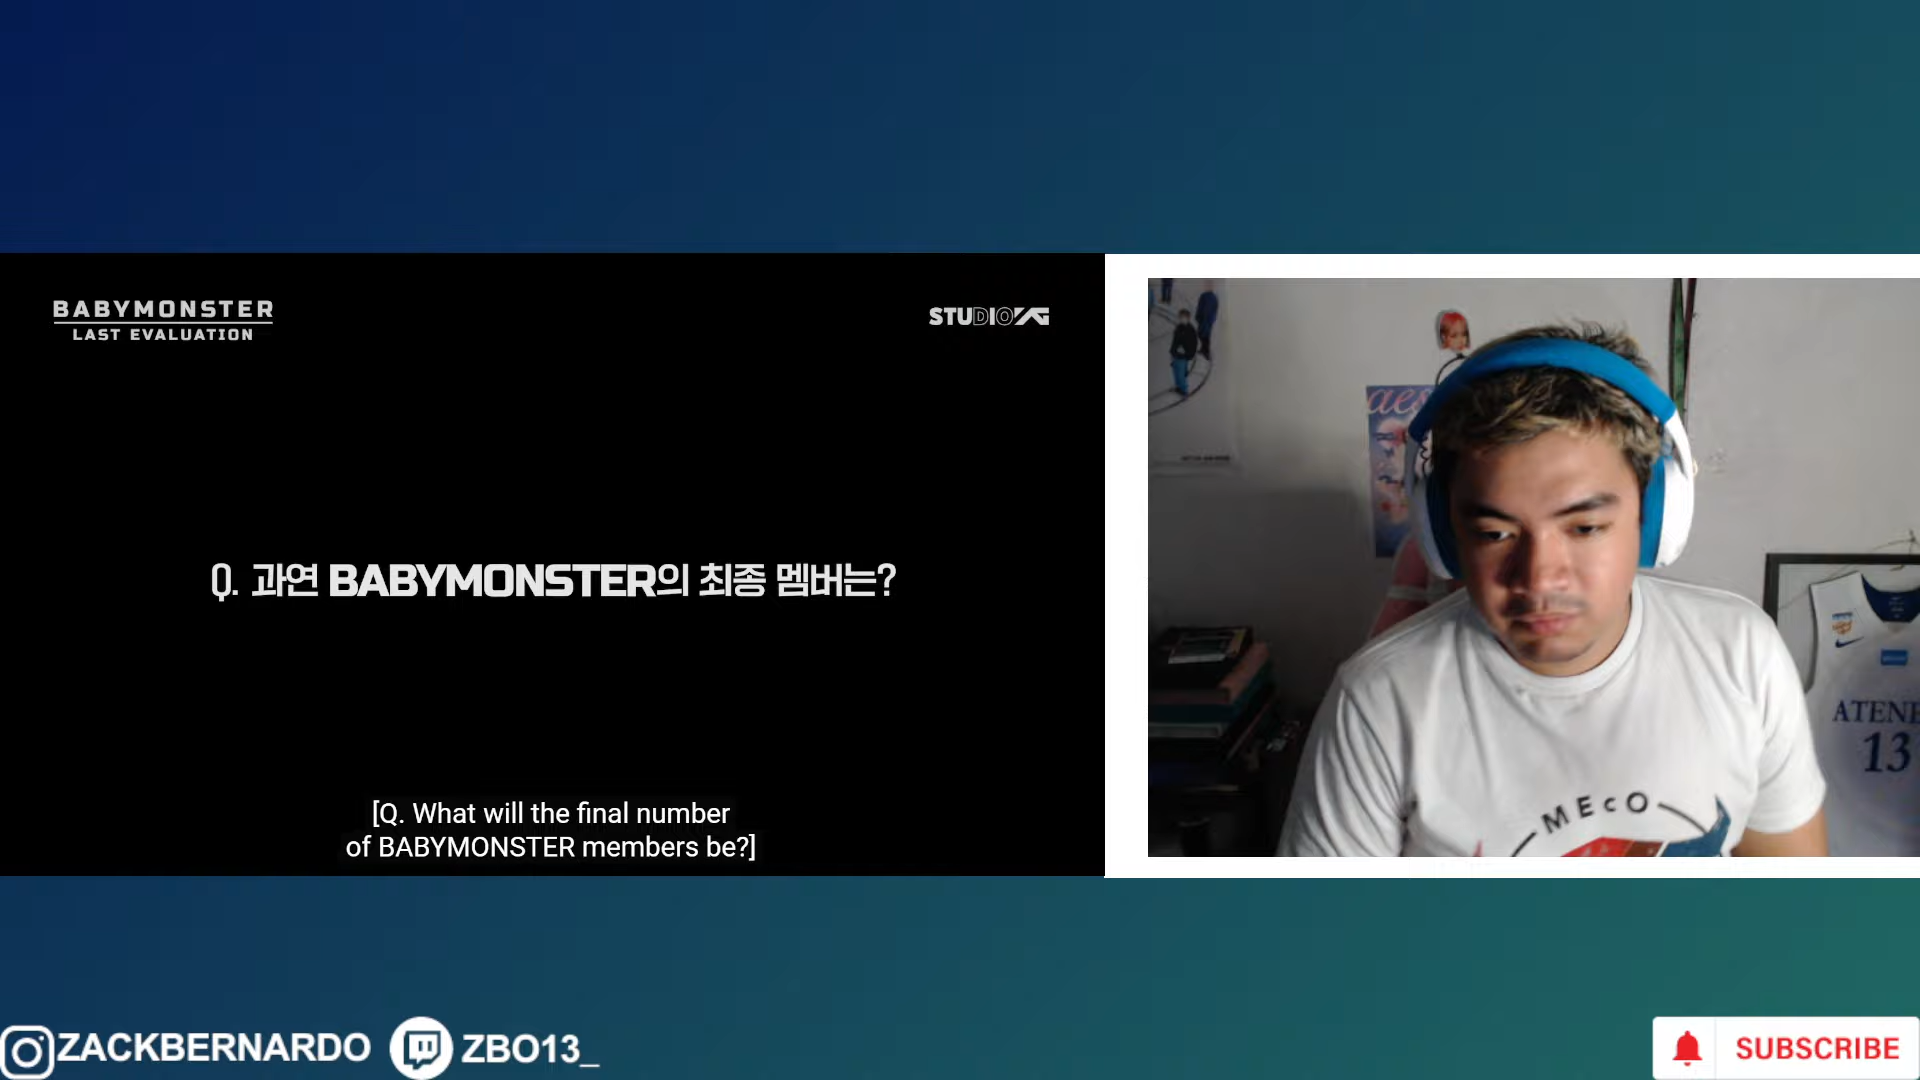 BABYMONSTER
LAST EVALUATION
STUDIO YG
Q. 과연 BABYMONSTER의 최종 멤버는?
[Q. What will the final number
of BABYMONSTER members be?]
aes
MECO
ATENE
13
ZACKBERNARDO
ZBO13_
SUBSCRIBE